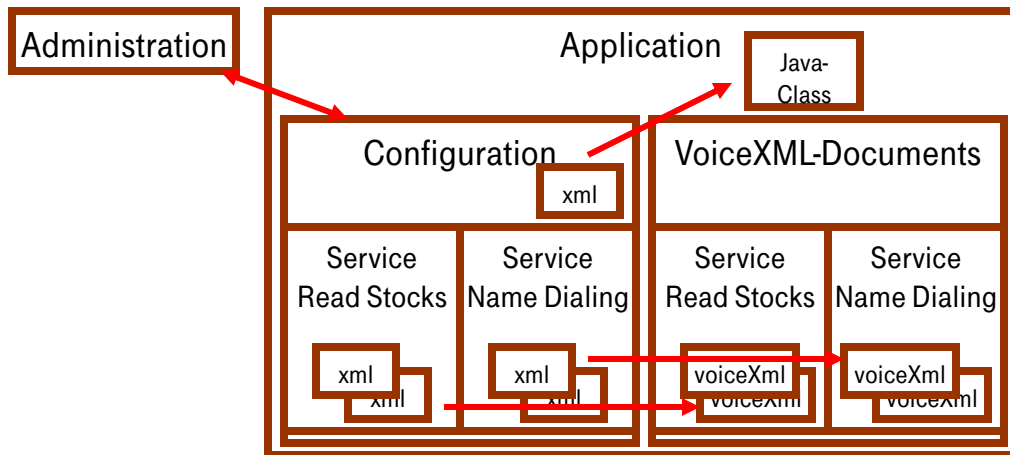 Administration
Application
Java-
Class
Configuration
xml
VoiceXML-Documents
Service
Read Stocks
xml
xml
Service
Name Dialing
xml
xml
Service
Read Stocks
voiceXml
voiceXml
Service
Name Dialing
voiceXml
voiceXml